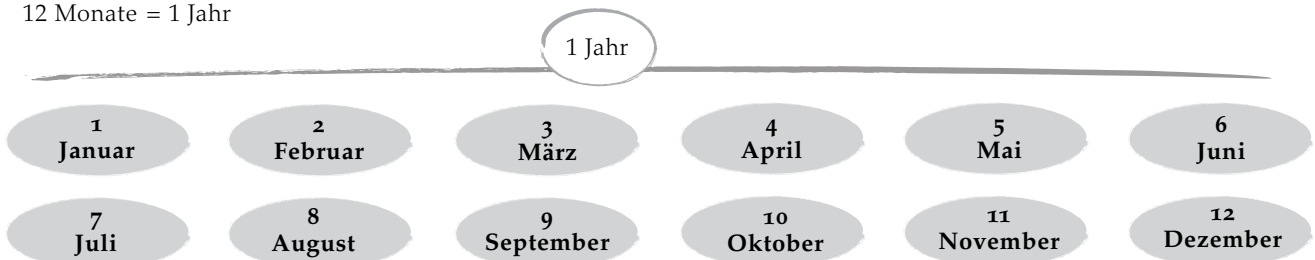 12 Monate = 1 Jahr
1 Jahr
1 2 3 4 5 6
Januar Februar März April Mai Juni
7 8 9 10 11 12
Juli August September Oktober November Dezember